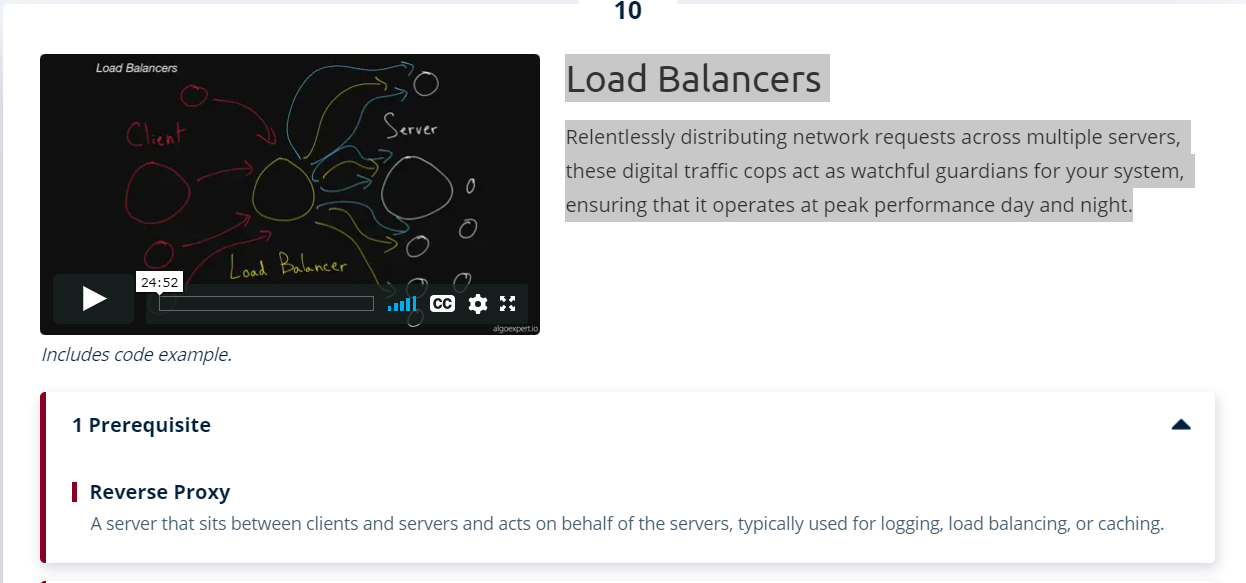 10
Load Balancers
Client
Server
Load Balancer
24:52
CC
algoexpert.io
Includes code example.
Load Balancers
Relentlessly distributing network requests across multiple servers,
these digital traffic cops act as watchful guardians for your system,
ensuring that it operates at peak performance day and night.
1 Prerequisite
Reverse Proxy
A server that sits between clients and servers and acts on behalf of the servers, typically used for logging, load balancing, or caching.